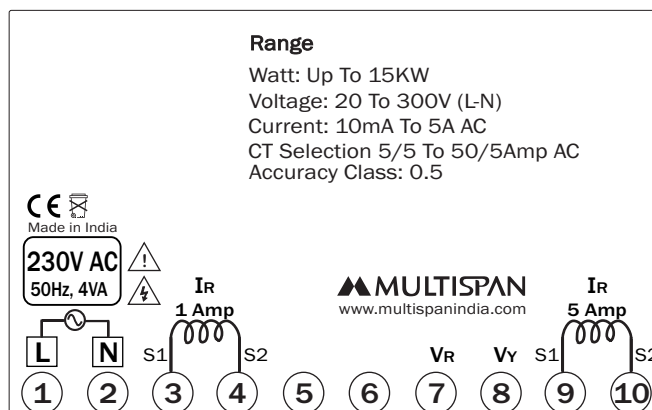 Range
Watt: Up To 15KW
Voltage: 20 To 300V (L-N)
Current: 10mA To 5A AC
CT Selection 5/5 To 50/5Amp AC
Accuracy Class: 0.5
CE
Made in India
230V AC
50Hz, 4VA
IR
1 Amp
MULTISPAN
www.multispanindia.com
IR
5 Amp
L N S1 S2 VR VY S1 S2
1 2 3 4 5 6 7 8 9 10